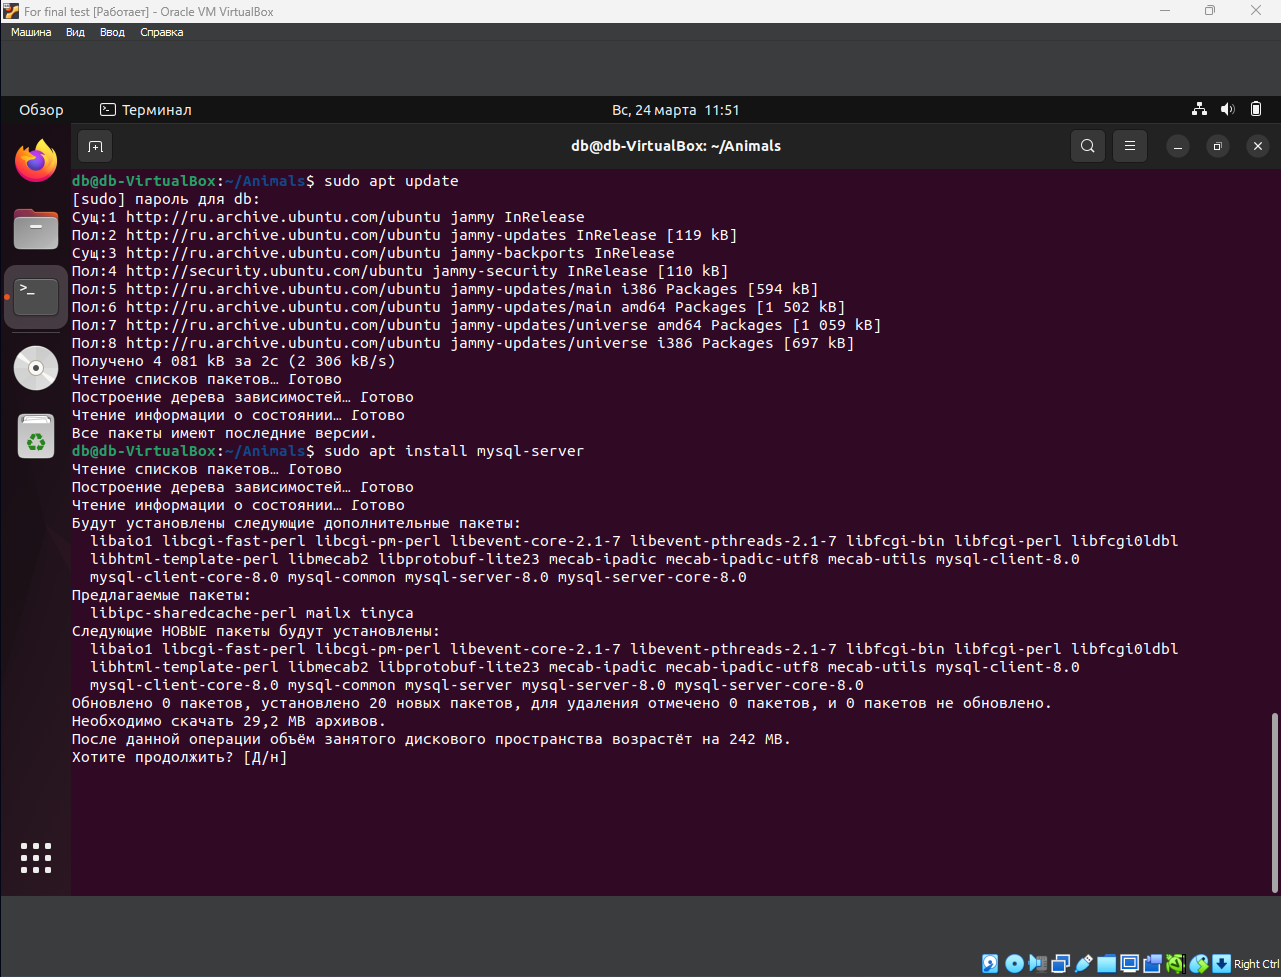 For final test [Работает] - Oracle VM VirtualBox
Машина Вид Ввод Справка
Обзор Терминал Вс, 24 марта 11:51
db@db-VirtualBox: ~/Animals
db@db-VirtualBox:~/Animals$ sudo apt update
[sudo] пароль для db:
Сущ:1 http://ru.archive.ubuntu.com/ubuntu jammy InRelease
Пол:2 http://ru.archive.ubuntu.com/ubuntu jammy-updates InRelease [119 kB]
Сущ:3 http://ru.archive.ubuntu.com/ubuntu jammy-backports InRelease
Пол:4 http://security.ubuntu.com/ubuntu jammy-security InRelease [110 kB]
Пол:5 http://ru.archive.ubuntu.com/ubuntu jammy-updates/main i386 Packages [594 kB]
Пол:6 http://ru.archive.ubuntu.com/ubuntu jammy-updates/main amd64 Packages [1 502 kB]
Пол:7 http://ru.archive.ubuntu.com/ubuntu jammy-updates/universe amd64 Packages [1 059 kB]
Пол:8 http://ru.archive.ubuntu.com/ubuntu jammy-updates/universe i386 Packages [697 kB]
Получено 4 081 kB за 2с (2 306 kB/s)
Чтение списков пакетов… Готово
Построение дерева зависимостей… Готово
Чтение информации о состоянии… Готово
Все пакеты имеют последние версии.
db@db-VirtualBox:~/Animals$ sudo apt install mysql-server
Чтение списков пакетов… Готово
Построение дерева зависимостей… Готово
Чтение информации о состоянии… Готово
Будут установлены следующие дополнительные пакеты:
libaio1 libcgi-fast-perl libcgi-pm-perl libevent-core-2.1-7 libevent-pthreads-2.1-7 libfcgi-bin libfcgi-perl libfcgi0ldbl
libhtml-template-perl libmecab2 libprotobuf-lite23 mecab-ipadic mecab-ipadic-utf8 mecab-utils mysql-client-8.0
mysql-client-core-8.0 mysql-common mysql-server-8.0 mysql-server-core-8.0
Предлагаемые пакеты:
libipc-sharedcache-perl mailx tinyca
Следующие НОВЫЕ пакеты будут установлены:
libaio1 libcgi-fast-perl libcgi-pm-perl libevent-core-2.1-7 libevent-pthreads-2.1-7 libfcgi-bin libfcgi-perl libfcgi0ldbl
libhtml-template-perl libmecab2 libprotobuf-lite23 mecab-ipadic mecab-ipadic-utf8 mecab-utils mysql-client-8.0
mysql-client-core-8.0 mysql-common mysql-server mysql-server-8.0 mysql-server-core-8.0
Обновлено 0 пакетов, установлено 20 новых пакетов, для удаления отмечено 0 пакетов, и 0 пакетов не обновлено.
Необходимо скачать 29,2 MB архивов.
После данной операции объём занятого дискового пространства возрастёт на 242 MB.
Хотите продолжить? [Д/н]
Right Ctrl